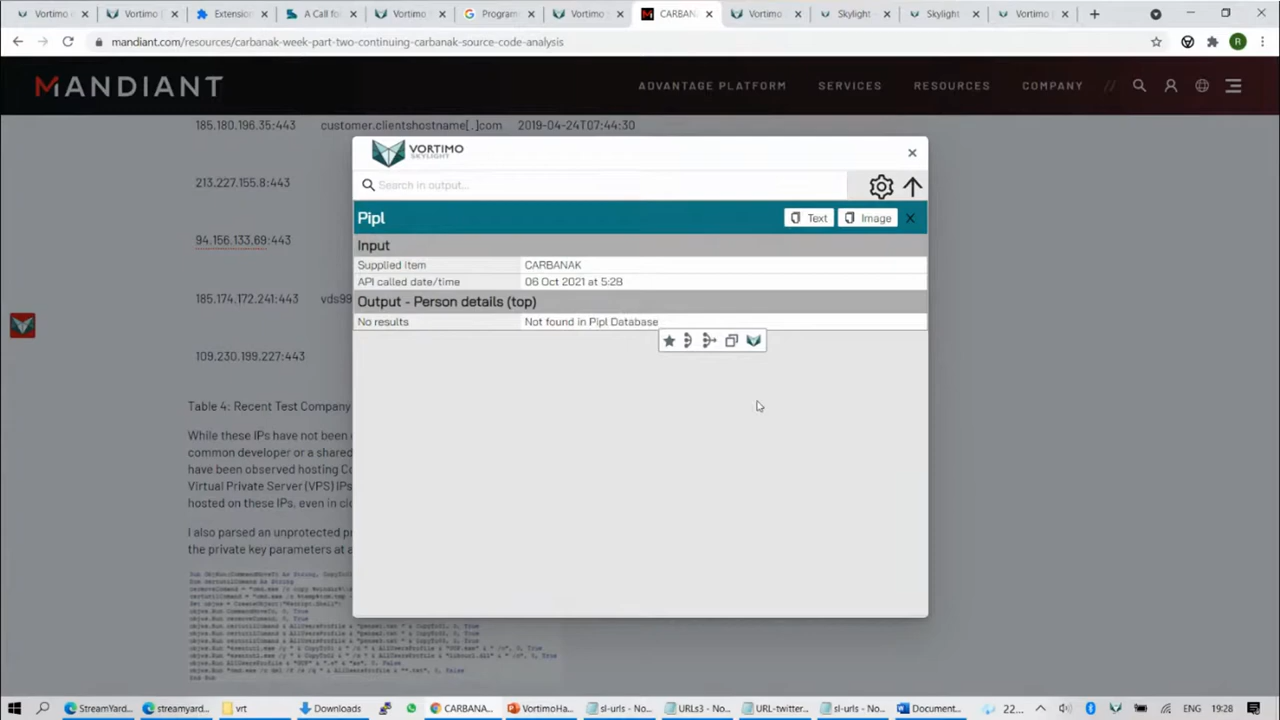 Vortimo
Vortimo
Extension
A Call fo
Vortimo
Program
Vortimo
CARBAN
Vortimo
Skylight -
Skylight
Vortimo
mandiant.com/resources/carbanak-week-part-two-continuing-carbanak-source-code-analysis
R
MANDIANT
ADVANTAGE PLATFORM SERVICES RESOURCES COMPANY //
185.180.196.35:443 customer.clientshostname[.]com 2019-04-24T07:44:30
213.227.155.8:443
94.156.133.69:443
185.174.172.241:443 vds99
109.230.199.227:443
Table 4: Recent Test Company
While these IPs have not been
common developer or a shared
have been observed hosting Co
Virtual Private Server (VPS) IPs
hosted on these IPs, even in clo
I also parsed an unprotected pr
the private key parameters at a
VORTIMO
SKYLIGHT
Search in output...
Pipl
Text
Image
Input
Supplied item CARBANAK
API called date/time 06 Oct 2021 at 5:28
Output - Person details (top)
No results Not found in Pipl Database
StreamYard...
streamyard...
vrt
Downloads
CARBANA...
VortimoHa...
sl-urls - No...
URLs3 - No...
URL-twitter...
sl-urls - No...
Document...
22...
ENG
19:28